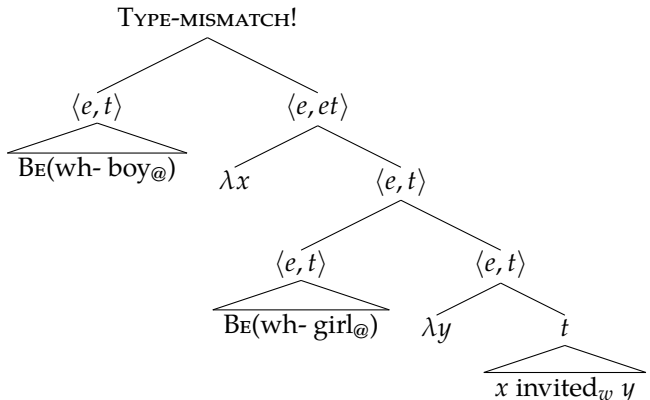 TYPE-MISMATCH!
⟨e, t⟩ ⟨e, et⟩
BE(wh- boy@) λx ⟨e, t⟩
⟨e, t⟩ ⟨e, t⟩
BE(wh- girl@) λy t
x invited_w y